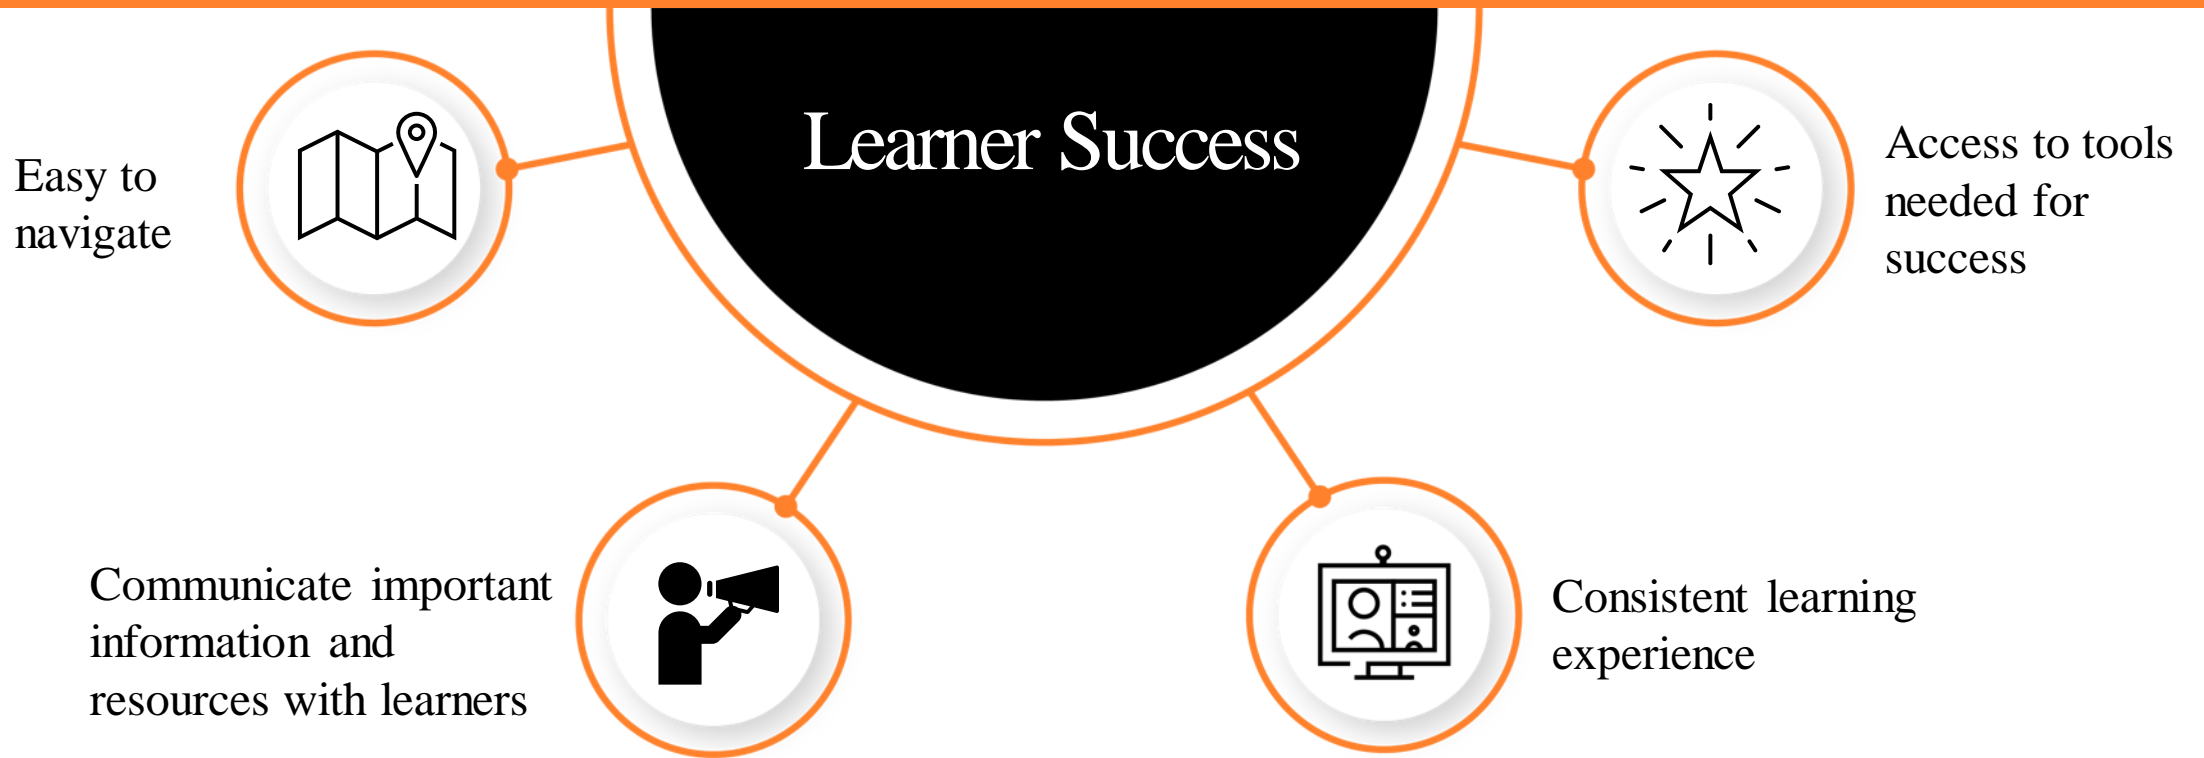 Learner Success
Easy to
navigate
Access to tools
needed for
success
Communicate important
information and
resources with learners
Consistent learning
experience